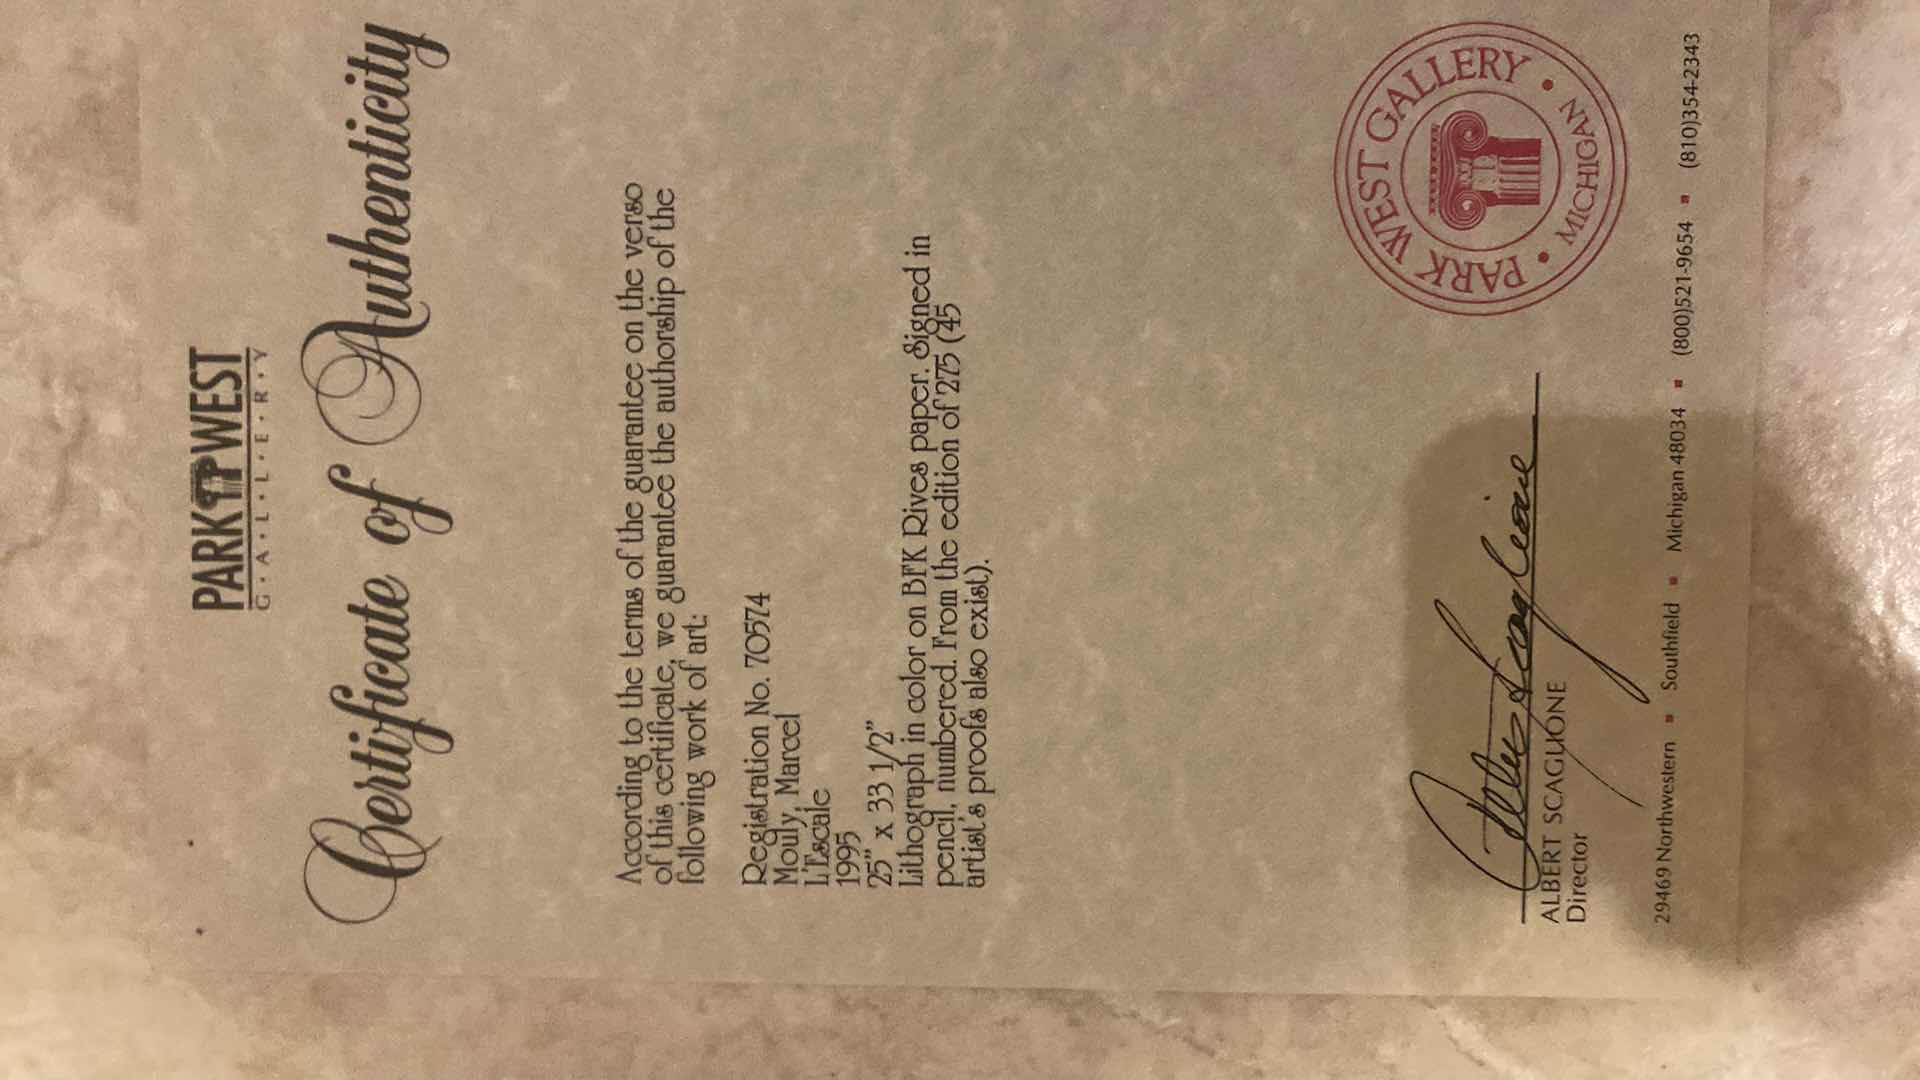 PARK WEST
G·A·L·L·E·R·Y
Certificate of Authenticity
According to the terms of the guarantee on the verso
of this certificate, we guarantee the authorship of the
following work of art:
Registration No. 70574
Mouly, Marcel
L'Escale
1995
25" x 33 1/2"
Lithograph in color on BFK Rives paper. Signed in
pencil, numbered. From the edition of 275 (45
artist's proofs also exist).
ALBERT SCAGLIONE
Director
PARK WEST GALLERY • MICHIGAN •
29469 Northwestern ▪ Southfield ▪ Michigan 48034 ▪ (800)521-9654 ▪ (810)354-2343